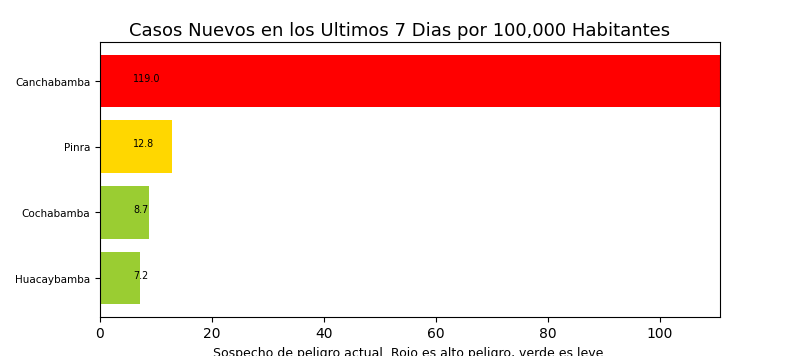 Casos Nuevos en los Ultimos 7 Dias por 100,000 Habitantes
Canchabamba 119.0
Pinra 12.8
Cochabamba 8.7
Huacaybamba 7.2
0 20 40 60 80 100
Sospecho de peligro actual. Rojo es alto peligro, verde es leve